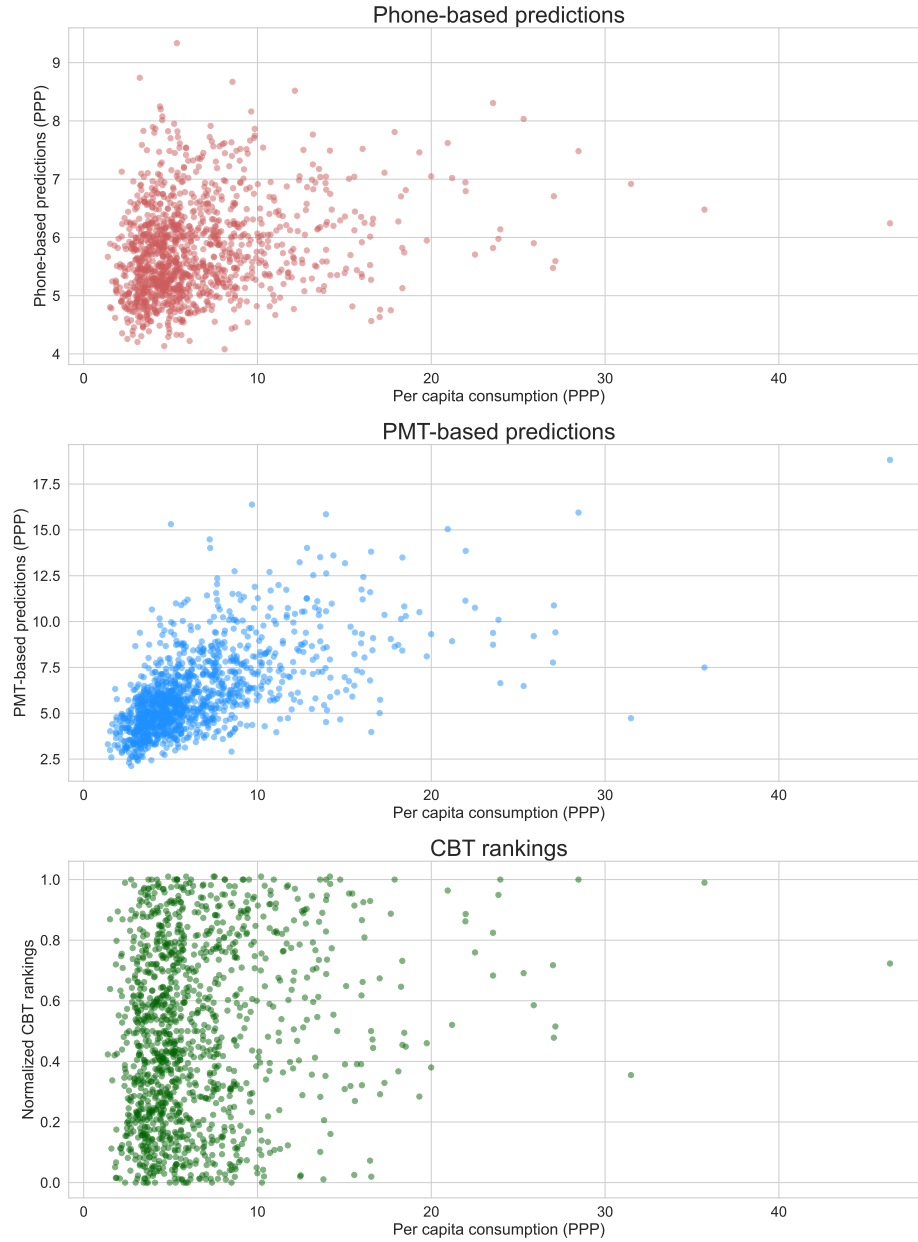 Phone-based predictions
9
8
7
6
5
4
Phone-based predictions (PPP)
0 10 20 30 40
Per capita consumption (PPP)
PMT-based predictions
17.5
15.0
12.5
10.0
7.5
5.0
2.5
PMT-based predictions (PPP)
0 10 20 30 40
Per capita consumption (PPP)
CBT rankings
1.0
0.8
0.6
0.4
0.2
0.0
Normalized CBT rankings
0 10 20 30 40
Per capita consumption (PPP)